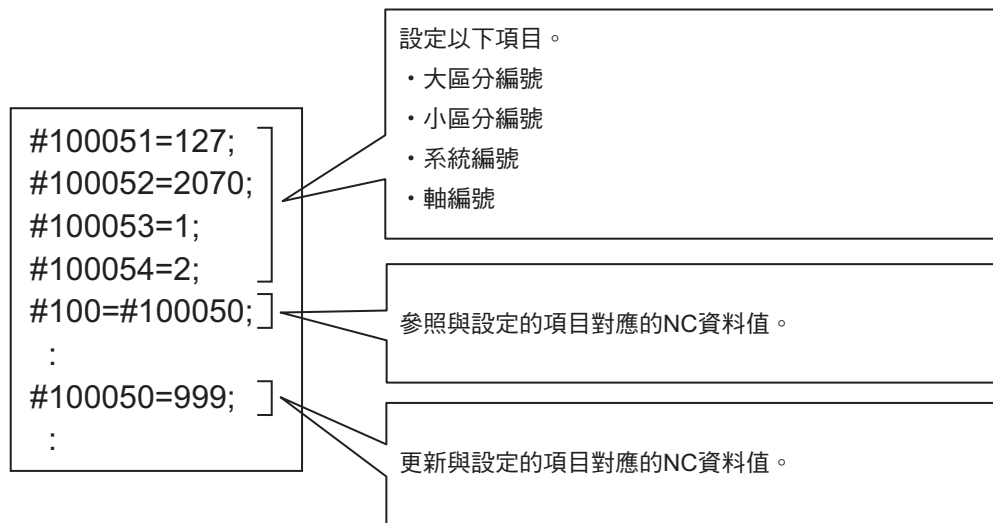 設定以下項目。
・大區分編號
・小區分編號
・系統編號
・軸編號
#100051=127;
#100052=2070;
#100053=1;
#100054=2;
#100=#100050;
:
#100050=999;
:
參照與設定的項目對應的NC資料值。
更新與設定的項目對應的NC資料值。